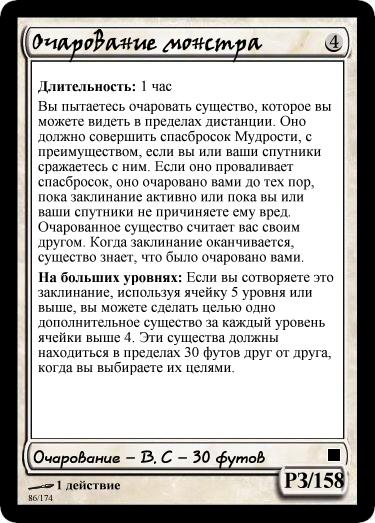 Очарование монстра 4
Длительность: 1 час
Вы пытаетесь очаровать существо, которое вы
можете видеть в пределах дистанции. Оно
должно совершить спасбросок Мудрости, с
преимуществом, если вы или ваши спутники
сражаетесь с ним. Если оно проваливает
спасбросок, оно очаровано вами до тех пор,
пока заклинание активно или пока вы или
ваши спутники не причиняете ему вред.
Очарованное существо считает вас своим
другом. Когда заклинание оканчивается,
существо знает, что было очаровано вами.
На больших уровнях: Если вы сотворяете это
заклинание, используя ячейку 5 уровня или
выше, вы можете сделать целью одно
дополнительное существо за каждый уровень
ячейки выше 4. Эти существа должны
находиться в пределах 30 футов друг от друга,
когда вы выбираете их целями.
Очарование – В, С – 30 футов
1 действие
P3/158
86/174